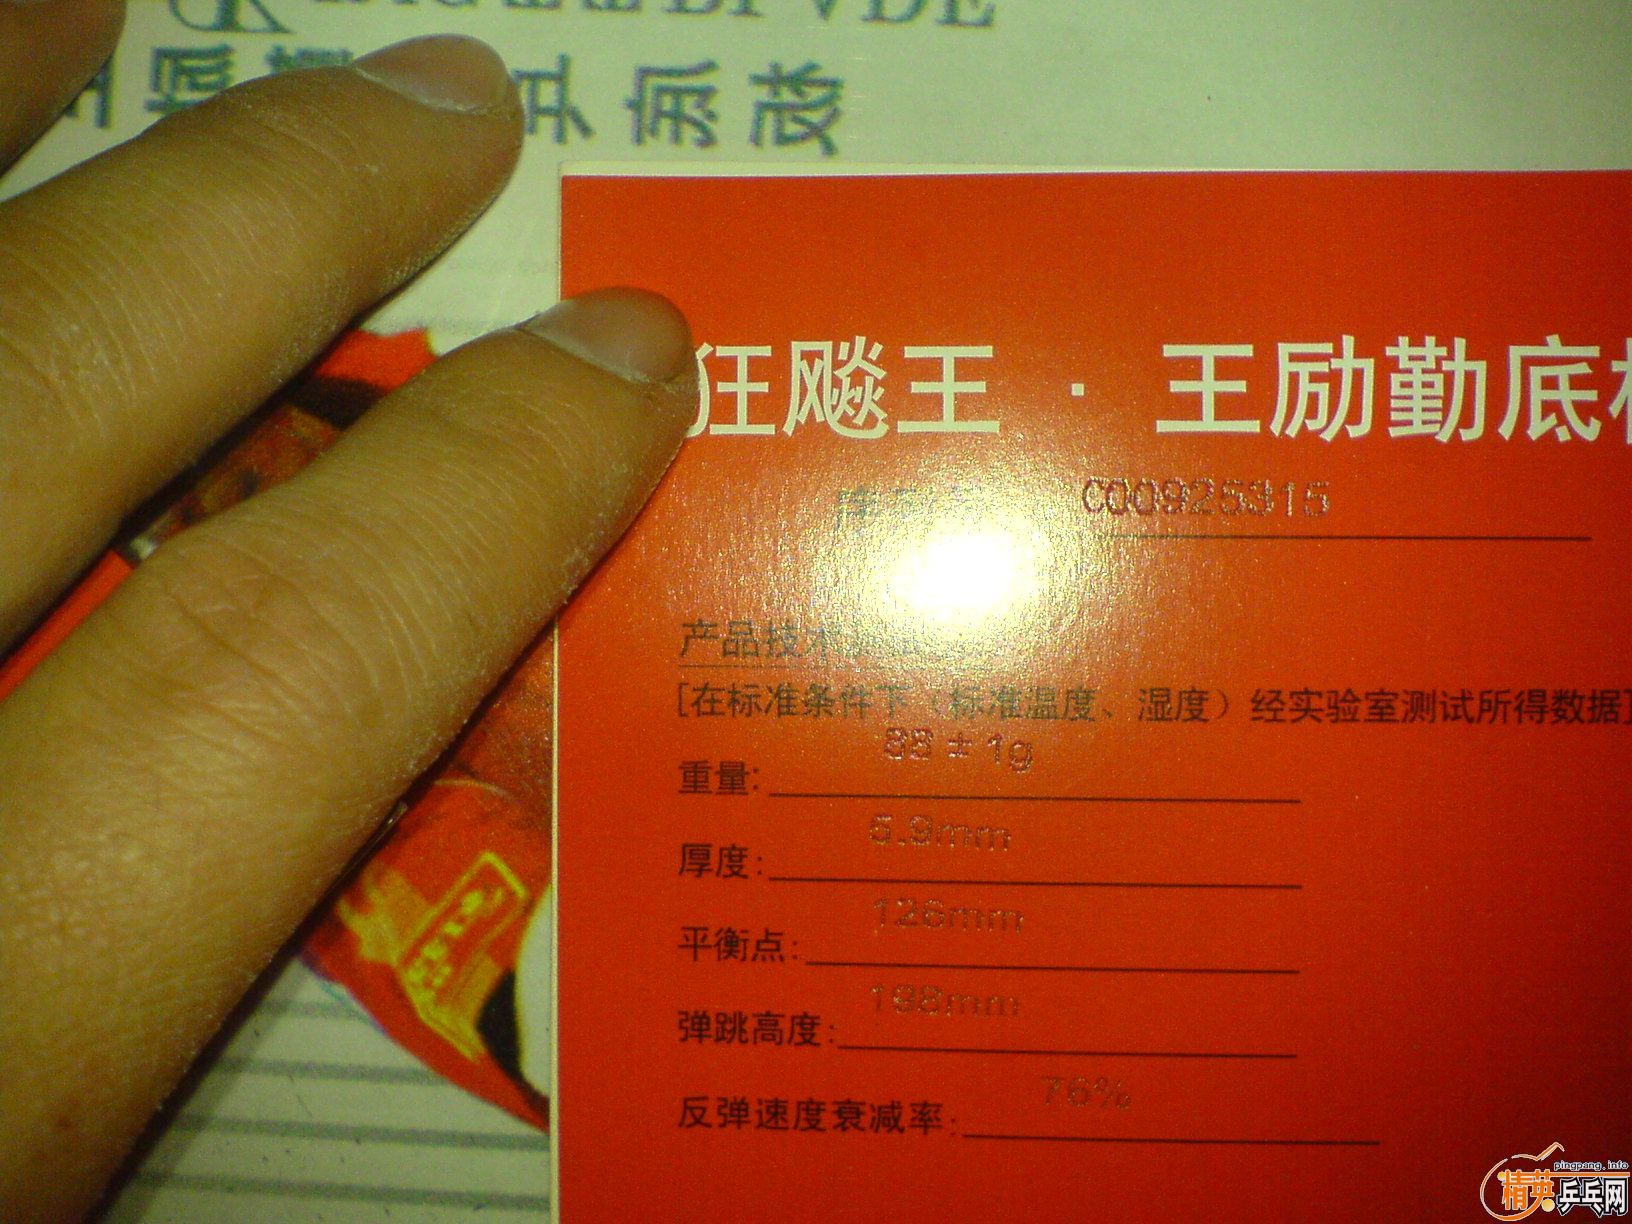 狂飚王·王励勤底
C00925315
产品技术
[在标准条件下（标准温度、湿度）经实验室测试所得数据]
重量: 88±1g
厚度: 5.9mm
平衡点: 126mm
弹跳高度: 198mm
反弹速度衰减率: 76%
pingpang.info
精英乒乓网